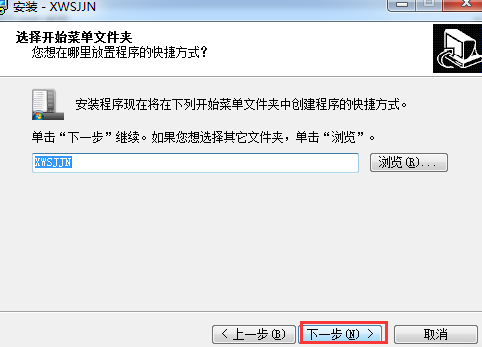 安装 - XWSJJN
选择开始菜单文件夹
您想在哪里放置程序的快捷方式？
安装程序现在将在下列开始菜单文件夹中创建程序的快捷方式。
单击“下一步”继续。如果您想选择其它文件夹，单击“浏览”。
XWSJJN
浏览(R)...
< 上一步(B)
下一步(N) >
取消